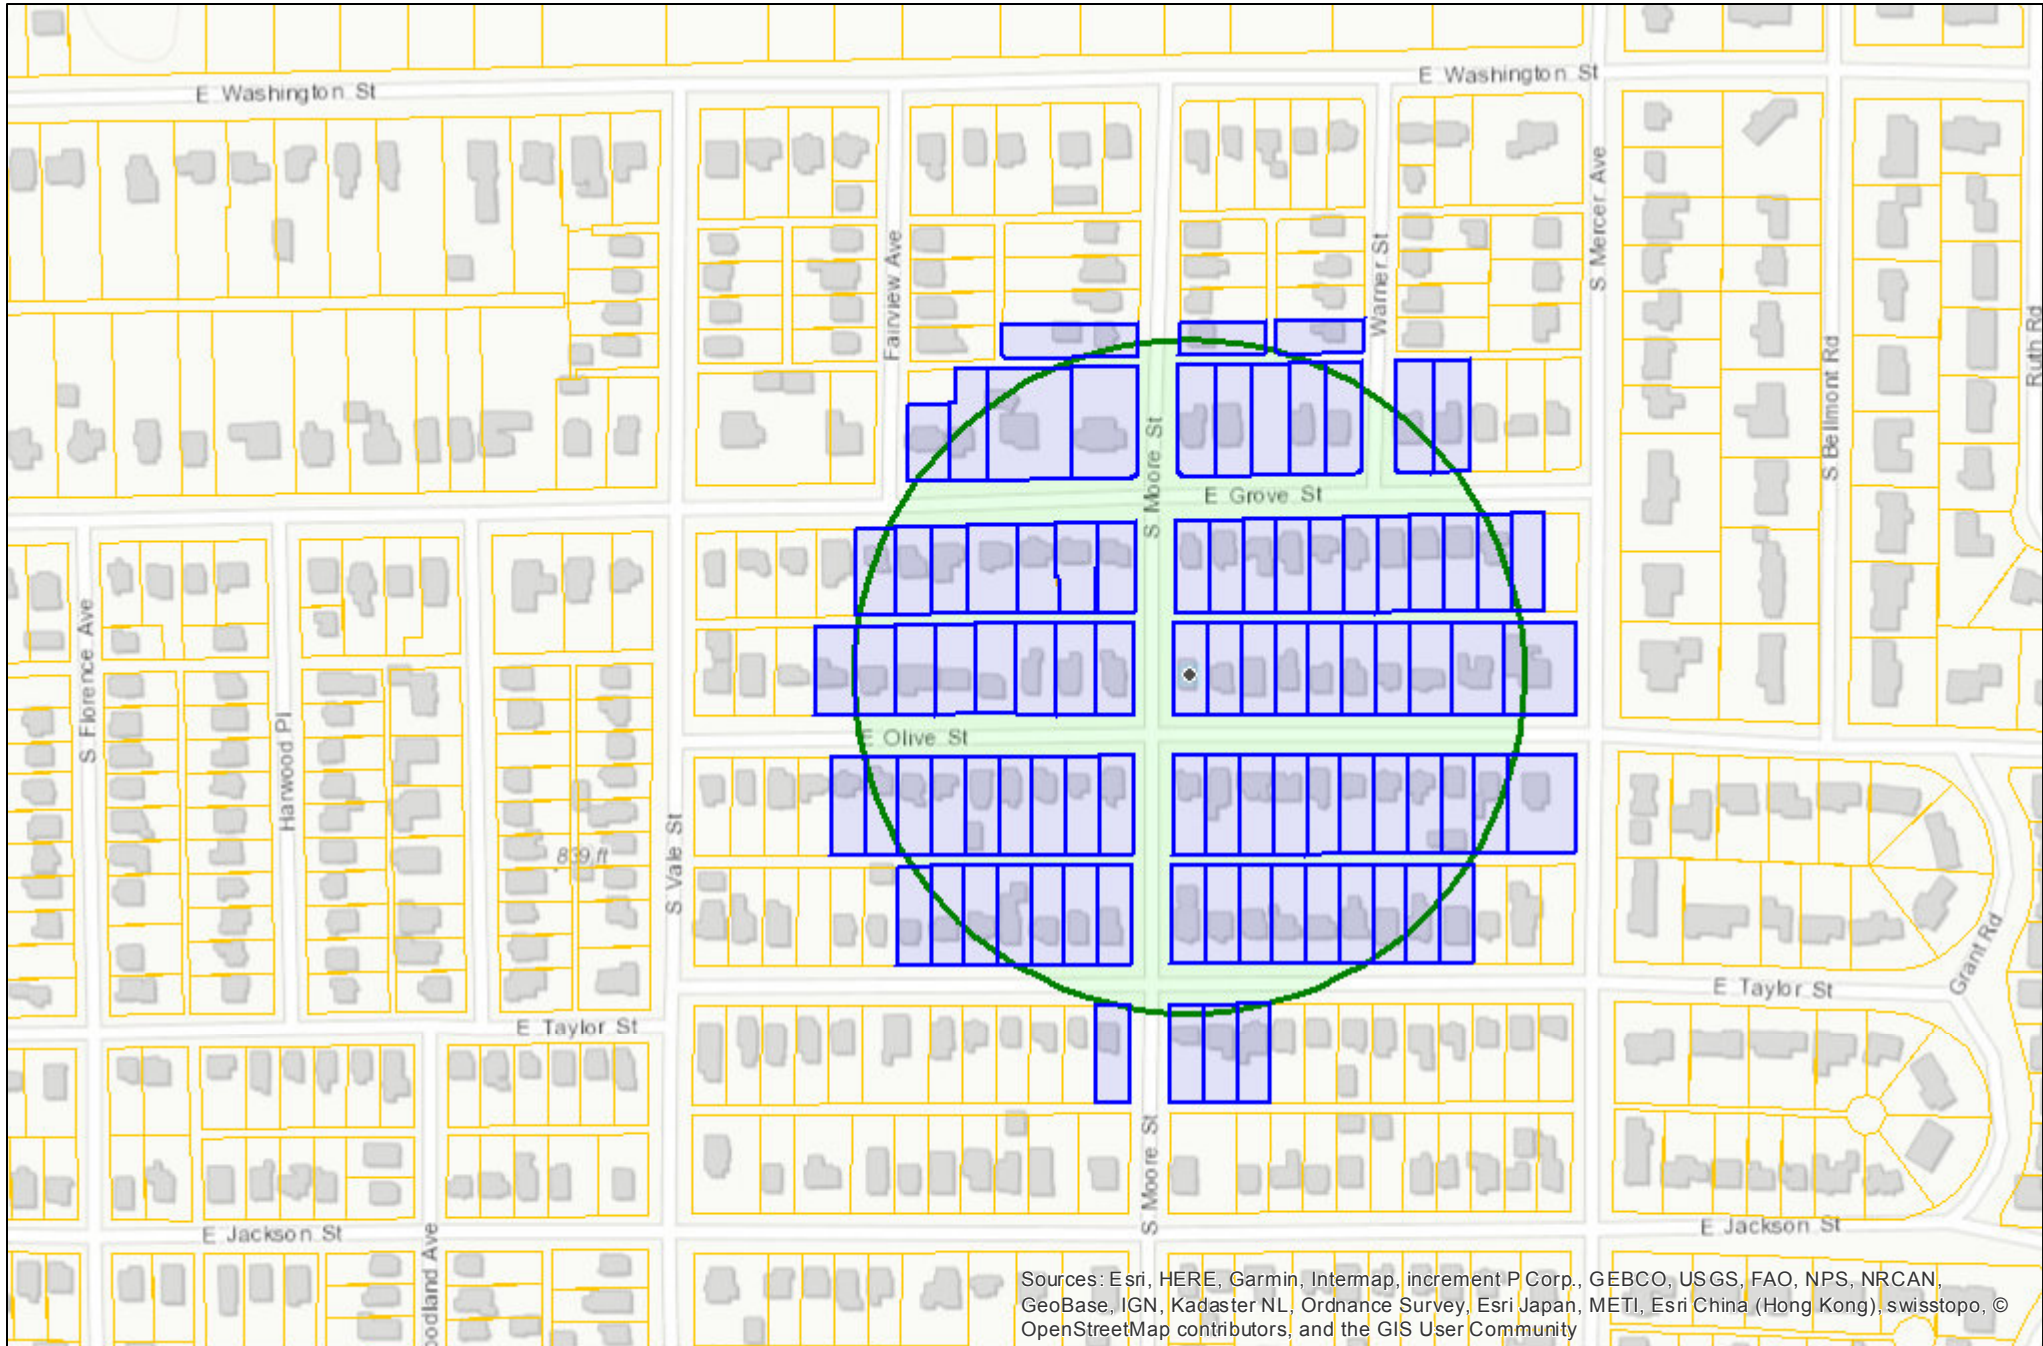 E Washington St
E Washington St
S Mercer Ave
Fairview Ave
Warner St
Ruth Rd
S Bellmont Rd
S Moore St
E Grove St
S Florence Ave
Harwood Pl
E Olive St
S Vale St
809 ft
Grant Rd
E Taylor St
E Taylor St
S Moore St
E Jackson St
E Jackson St
oodland Ave
Sources: Esri, HERE, Garmin, Intermap, increment P Corp., GEBCO, USGS, FAO, NPS, NRCAN,
GeoBase, IGN, Kadaster NL, Ordnance Survey, Esri Japan, METI, Esri China (Hong Kong), swisstopo, ©
OpenStreetMap contributors, and the GIS User Community